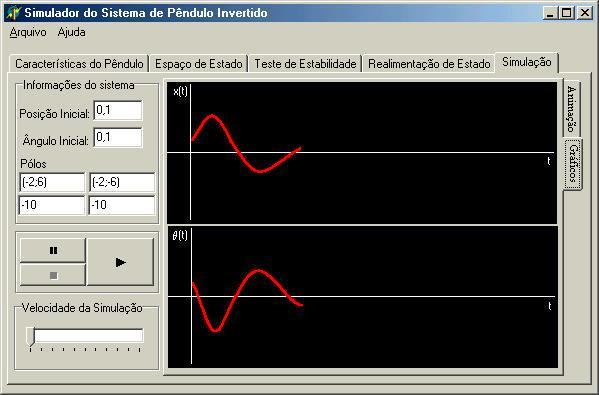 Simulador do Sistema de Pêndulo Invertido
Arquivo Ajuda
Características do Pêndulo Espaço de Estado Teste de Estabilidade Realimentação de Estado Simulação
Informações do sistema
Posição Inicial: 0,1
Ângulo Inicial: 0,1
Pólos
(-2;6) (-2;-6)
-10 -10
Velocidade da Simulação
x(t)
t
θ(t)
t
Animação
Gráficos